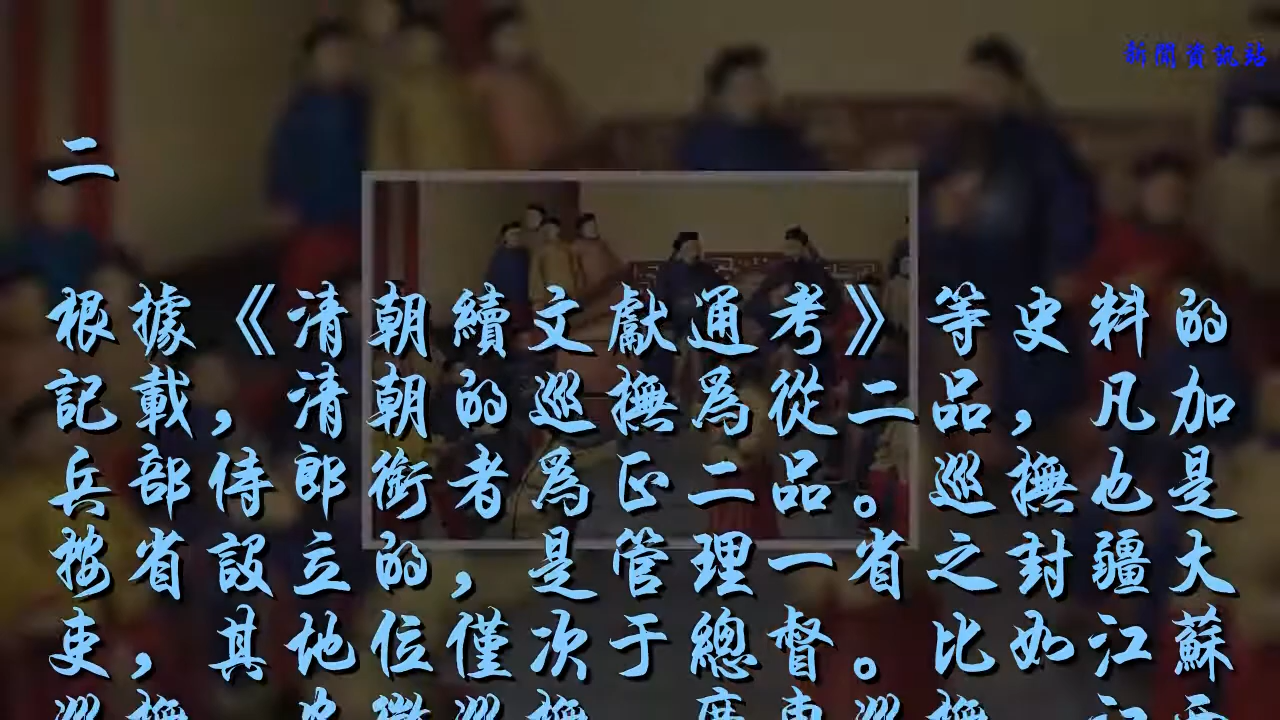 新聞資訊站
二
根據《清朝續文獻通考》等史料的
記載，清朝的巡撫爲從二品，凡加
兵部侍郎銜者爲正二品。巡撫也是
按省設立的，是管理一省之封疆大
吏，其地位僅次于總督。比如江蘇